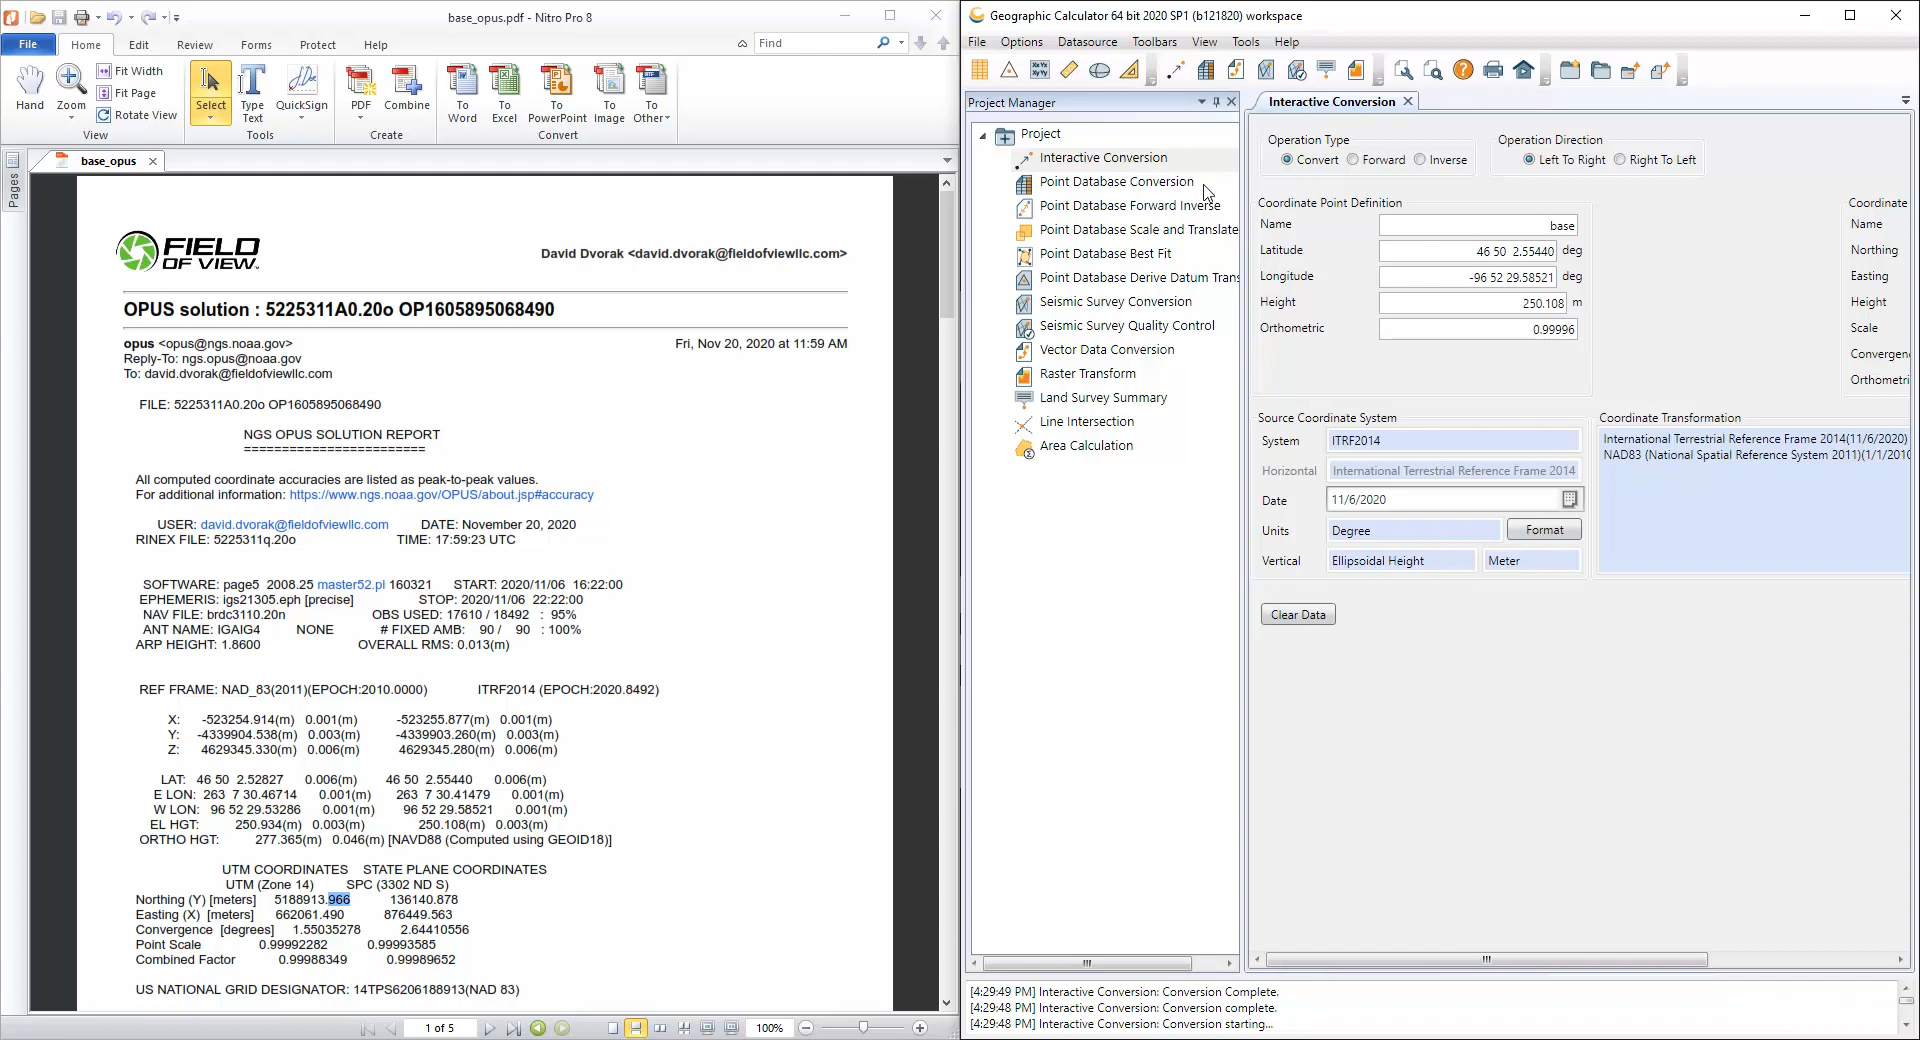 base_opus.pdf - Nitro Pro 8
File Home Edit Review Forms Protect Help
Find
Hand
Zoom
Fit Width
Fit Page
Rotate View
View
Select
Type Text
QuickSign
Tools
PDF
Combine
Create
To Word
To Excel
To PowerPoint
To Image
To Other
Convert
base_opus
Pages
FIELD OF VIEW
David Dvorak <david.dvorak@fieldofviewllc.com>
OPUS solution : 5225311A0.20o OP1605895068490
opus <opus@ngs.noaa.gov> Fri, Nov 20, 2020 at 11:59 AM
Reply-To: ngs.opus@noaa.gov
To: david.dvorak@fieldofviewllc.com
FILE: 5225311A0.20o OP1605895068490
NGS OPUS SOLUTION REPORT
========================
All computed coordinate accuracies are listed as peak-to-peak values.
For additional information: https://www.ngs.noaa.gov/OPUS/about.jsp#accuracy
USER: david.dvorak@fieldofviewllc.com DATE: November 20, 2020
RINEX FILE: 5225311q.20o TIME: 17:59:23 UTC
SOFTWARE: page5 2008.25 master52.pl 160321 START: 2020/11/06 16:22:00
EPHEMERIS: igs21305.eph [precise] STOP: 2020/11/06 22:22:00
NAV FILE: brdc3110.20n OBS USED: 17610 / 18492 : 95%
ANT NAME: IGAIG4 NONE # FIXED AMB: 90 / 90 : 100%
ARP HEIGHT: 1.8600 OVERALL RMS: 0.013(m)
REF FRAME: NAD_83(2011)(EPOCH:2010.0000) ITRF2014 (EPOCH:2020.8492)
X: -523254.914(m) 0.001(m) -523255.877(m) 0.001(m)
Y: -4339904.538(m) 0.003(m) -4339903.260(m) 0.003(m)
Z: 4629345.330(m) 0.006(m) 4629345.280(m) 0.006(m)
LAT: 46 50 2.52827 0.006(m) 46 50 2.55440 0.006(m)
E LON: 263 7 30.46714 0.001(m) 263 7 30.41479 0.001(m)
W LON: 96 52 29.53286 0.001(m) 96 52 29.58521 0.001(m)
EL HGT: 250.934(m) 0.003(m) 250.108(m) 0.003(m)
ORTHO HGT: 277.365(m) 0.046(m) [NAVD88 (Computed using GEOID18)]
UTM COORDINATES STATE PLANE COORDINATES
UTM (Zone 14) SPC (3302 ND S)
Northing (Y) [meters] 5188913.966 136140.878
Easting (X) [meters] 662061.490 876449.563
Convergence [degrees] 1.55035278 2.64410556
Point Scale 0.99992282 0.99993585
Combined Factor 0.99988349 0.99989652
US NATIONAL GRID DESIGNATOR: 14TPS6206188913(NAD 83)
1 of 5
100%
Geographic Calculator 64 bit 2020 SP1 (b121820) workspace
File Options Datasource Toolbars View Tools Help
Project Manager
Project
Interactive Conversion
Point Database Conversion
Point Database Forward Inverse
Point Database Scale and Translate
Point Database Best Fit
Point Database Derive Datum Trans
Seismic Survey Conversion
Seismic Survey Quality Control
Vector Data Conversion
Raster Transform
Land Survey Summary
Line Intersection
Area Calculation
Interactive Conversion
Operation Type
Convert Forward Inverse
Operation Direction
Left To Right Right To Left
Coordinate Point Definition
Name base
Latitude 46 50 2.55440 deg
Longitude -96 52 29.58521 deg
Height 250.108 m
Orthometric 0.99996
Coordinate
Name
Northing
Easting
Height
Scale
Convergen
Orthometri
Source Coordinate System
System ITRF2014
Horizontal International Terrestrial Reference Frame 2014
Date 11/6/2020
Units Degree Format
Vertical Ellipsoidal Height Meter
Coordinate Transformation
International Terrestrial Reference Frame 2014(11/6/2020)
NAD83 (National Spatial Reference System 2011)(1/1/2010
Clear Data
[4:29:49 PM] Interactive Conversion: Conversion Complete.
[4:29:48 PM] Interactive Conversion: Conversion complete.
[4:29:48 PM] Interactive Conversion: Conversion starting...